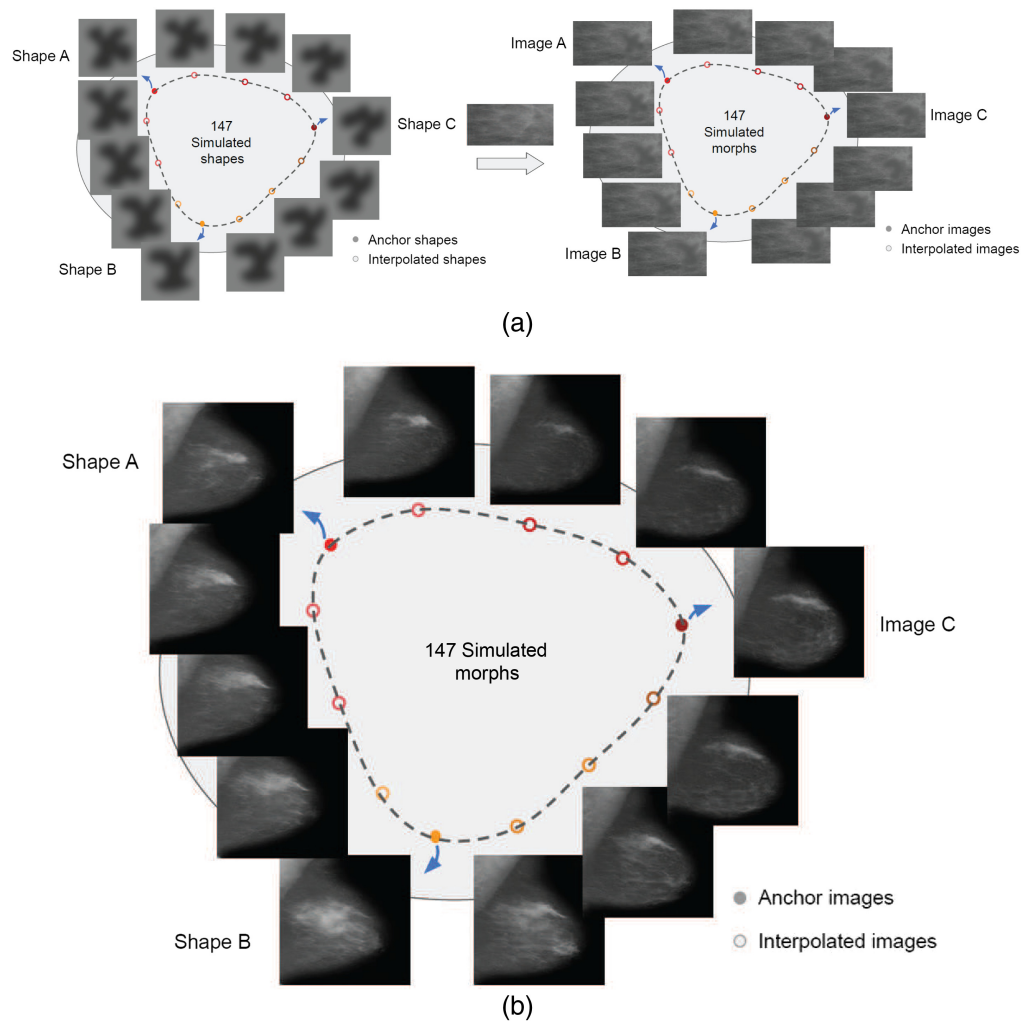 Shape A
147
Simulated
shapes
Shape C
Shape B
Anchor shapes
Interpolated shapes
Image A
147
Simulated
morphs
Image C
Image B
Anchor images
Interpolated images
(a)
Shape A
147 Simulated
morphs
Image C
Shape B
Anchor images
Interpolated images
(b)